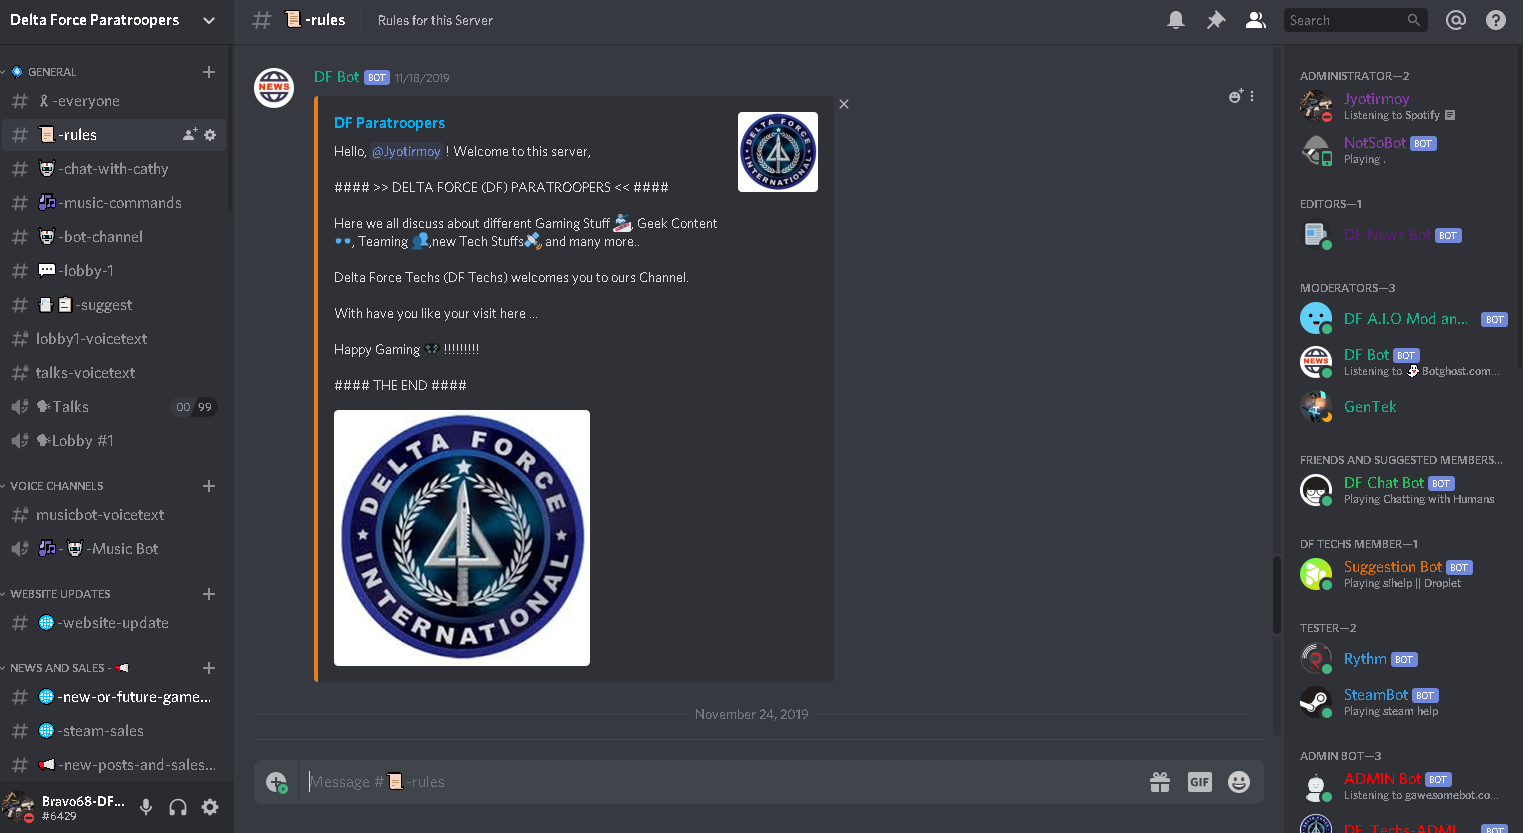 Delta Force Paratroopers
GENERAL
-everyone
-rules
-chat-with-cathy
-music-commands
-bot-channel
-lobby-1
-suggest
lobby1-voicetext
talks-voicetext
Talks
00 99
Lobby #1
VOICE CHANNELS
musicbot-voicetext
- -Music Bot
WEBSITE UPDATES
-website-update
NEWS AND SALES -
-new-or-future-game...
-steam-sales
-new-posts-and-sales...
Bravo68-DF...
#6429
# -rules
Rules for this Server
Search
NEWS
DF Bot BOT 11/18/2019
DF Paratroopers
Hello, @Jyotirmoy ! Welcome to this server,
#### >> DELTA FORCE (DF) PARATROOPERS << ####
Here we all discuss about different Gaming Stuff , Geek Content
, Teaming ,new Tech Stuffs , and many more..
Delta Force Techs (DF Techs) welcomes you to ours Channel.
With have you like your visit here ...
Happy Gaming !!!!!!!!!
#### THE END ####
DELTA FORCE
INTERNATIONAL
DELTA FORCE
INTERNATIONAL
November 24, 2019
Message # -rules
GIF
ADMINISTRATOR—2
Jyotirmoy
Listening to Spotify
NotSoBot BOT
Playing .
EDITORS—1
DF News Bot BOT
MODERATORS—3
DF A.I.O Mod an... BOT
NEWS
DF Bot BOT
Listening to Botghost.com...
GenTek
FRIENDS AND SUGGESTED MEMBERS...
DF Chat Bot BOT
Playing Chatting with Humans
DF TECHS MEMBER—1
Suggestion Bot BOT
Playing s!help || Droplet
TESTER—2
Rythm BOT
SteamBot BOT
Playing steam help
ADMIN BOT—3
ADMIN Bot BOT
Listening to gawesomebot.co...
DF_Techs-ADMI... BOT